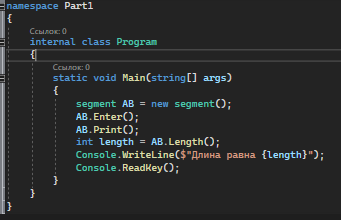 namespace Part1
{
Ссылок: 0
internal class Program
{
Ссылок: 0
static void Main(string[] args)
{
segment AB = new segment();
AB.Enter();
AB.Print();
int length = AB.Length();
Console.WriteLine($"Длина равна {length}");
Console.ReadKey();
}
}
}